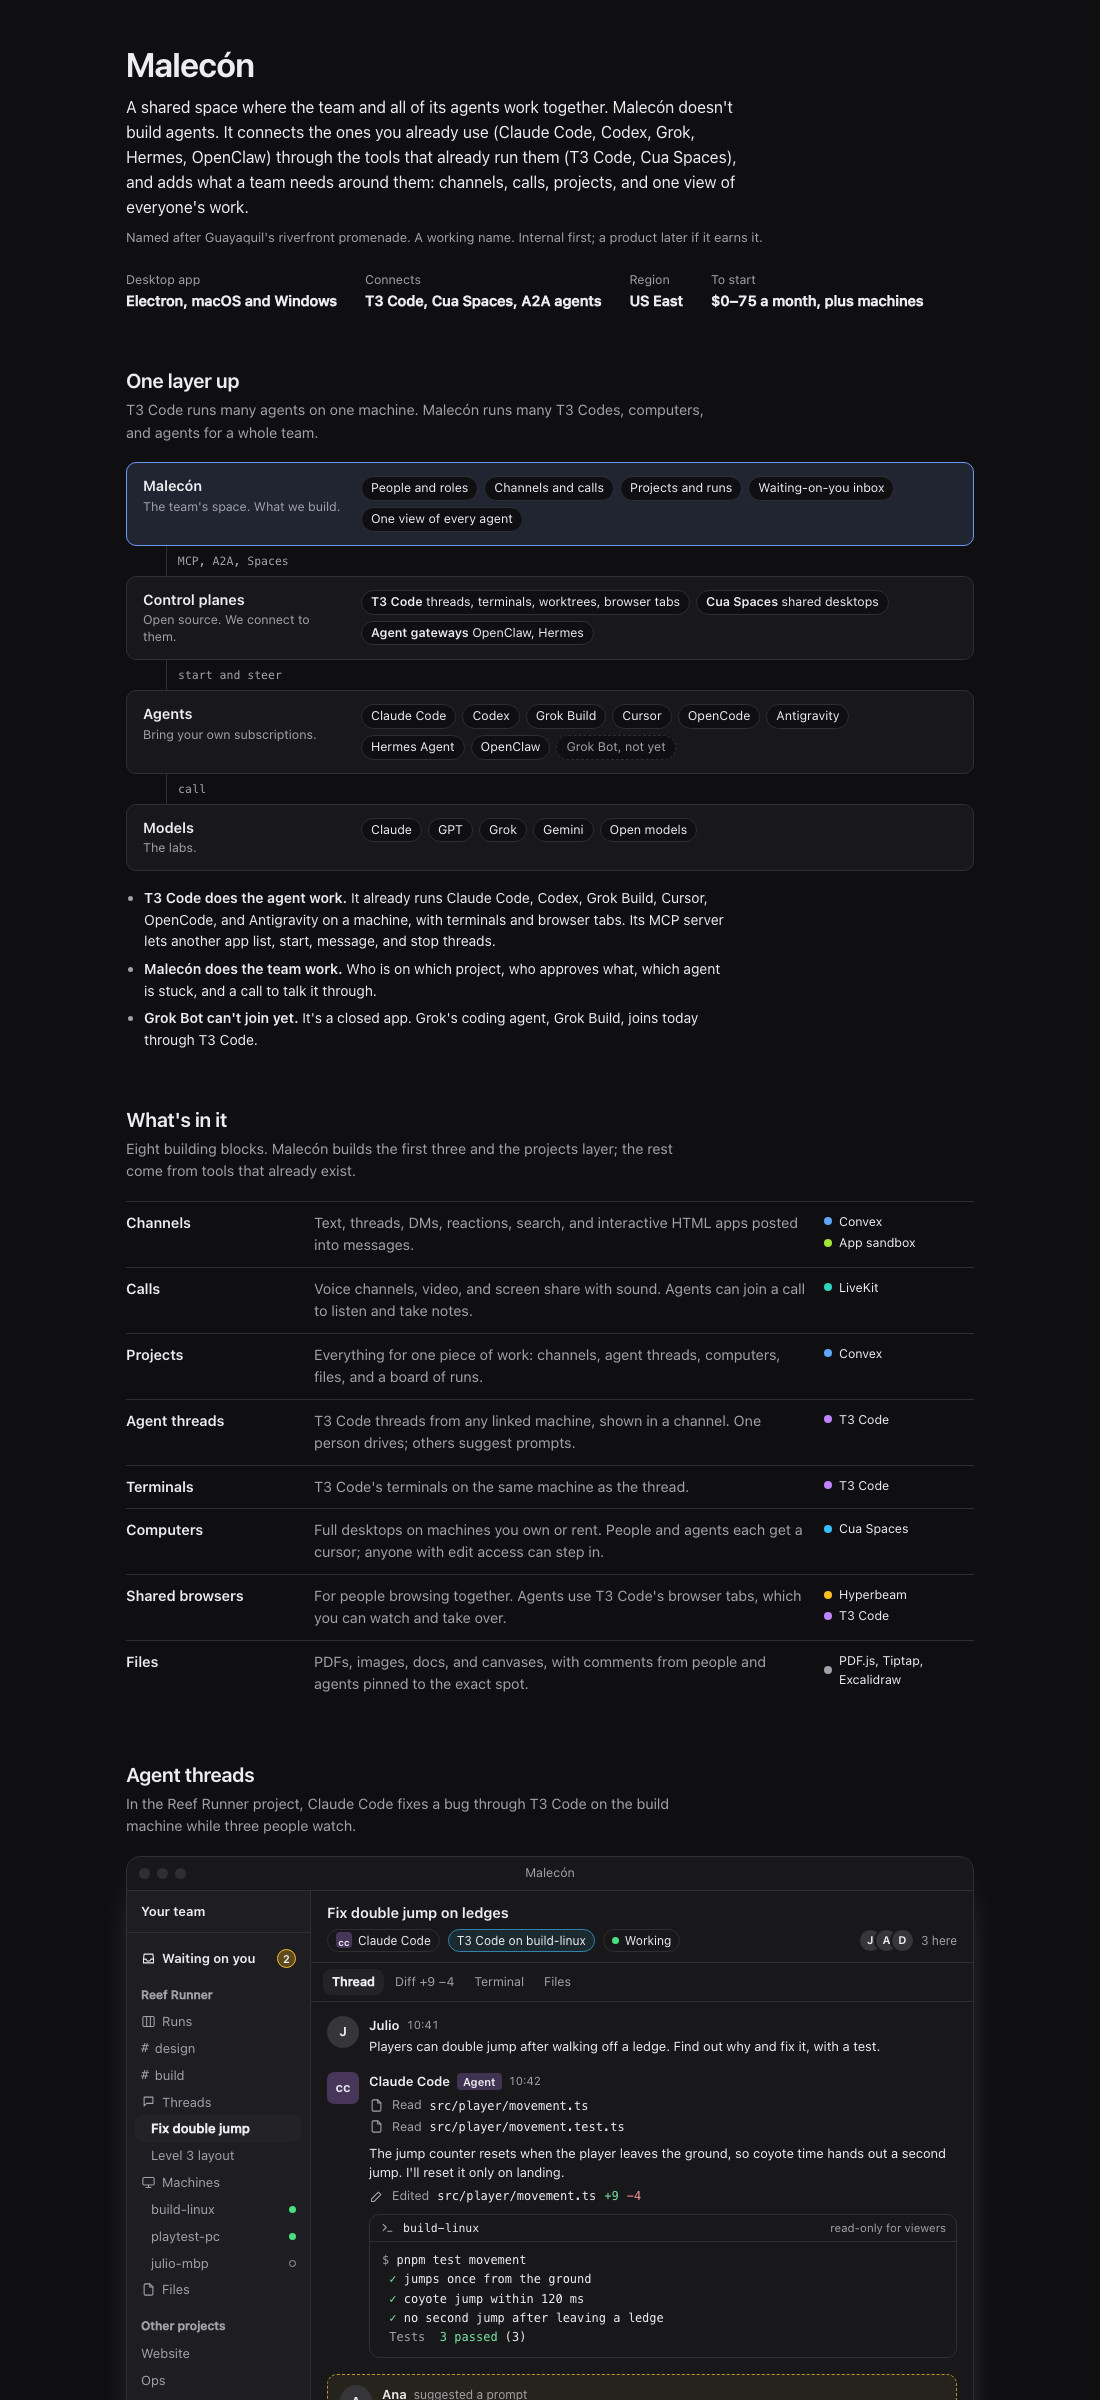 Malecón
A shared space where the team and all of its agents work together. Malecón doesn't
build agents. It connects the ones you already use (Claude Code, Codex, Grok,
Hermes, OpenClaw) through the tools that already run them (T3 Code, Cua Spaces),
and adds what a team needs around them: channels, calls, projects, and one view of
everyone's work.
Named after Guayaquil's riverfront promenade. A working name. Internal first; a product later if it earns it.
Desktop app
Electron, macOS and Windows
Connects
T3 Code, Cua Spaces, A2A agents
Region
US East
To start
$0–75 a month, plus machines
One layer up
T3 Code runs many agents on one machine. Malecón runs many T3 Codes, computers,
and agents for a whole team.
Malecón
The team's space. What we build.
People and roles
Channels and calls
Projects and runs
Waiting-on-you inbox
One view of every agent
MCP, A2A, Spaces
Control planes
Open source. We connect to
them.
T3 Code threads, terminals, worktrees, browser tabs
Cua Spaces shared desktops
Agent gateways OpenClaw, Hermes
start and steer
Agents
Bring your own subscriptions.
Claude Code
Codex
Grok Build
Cursor
OpenCode
Antigravity
Hermes Agent
OpenClaw
Grok Bot, not yet
call
Models
The labs.
Claude
GPT
Grok
Gemini
Open models
T3 Code does the agent work. It already runs Claude Code, Codex, Grok Build, Cursor,
OpenCode, and Antigravity on a machine, with terminals and browser tabs. Its MCP server
lets another app list, start, message, and stop threads.
Malecón does the team work. Who is on which project, who approves what, which agent
is stuck, and a call to talk it through.
Grok Bot can't join yet. It's a closed app. Grok's coding agent, Grok Build, joins today
through T3 Code.
What's in it
Eight building blocks. Malecón builds the first three and the projects layer; the rest
come from tools that already exist.
Channels
Text, threads, DMs, reactions, search, and interactive HTML apps posted
into messages.
Convex
App sandbox
Calls
Voice channels, video, and screen share with sound. Agents can join a call
to listen and take notes.
LiveKit
Projects
Everything for one piece of work: channels, agent threads, computers,
files, and a board of runs.
Convex
Agent threads
T3 Code threads from any linked machine, shown in a channel. One
person drives; others suggest prompts.
T3 Code
Terminals
T3 Code's terminals on the same machine as the thread.
T3 Code
Computers
Full desktops on machines you own or rent. People and agents each get a
cursor; anyone with edit access can step in.
Cua Spaces
Shared browsers
For people browsing together. Agents use T3 Code's browser tabs, which
you can watch and take over.
Hyperbeam
T3 Code
Files
PDFs, images, docs, and canvases, with comments from people and
agents pinned to the exact spot.
PDF.js, Tiptap,
Excalidraw
Agent threads
In the Reef Runner project, Claude Code fixes a bug through T3 Code on the build
machine while three people watch.
Malecón
Your team
Waiting on you
2
Reef Runner
Runs
# design
# build
Threads
Fix double jump
Level 3 layout
Machines
build-linux
playtest-pc
julio-mbp
Files
Other projects
Website
Ops
Fix double jump on ledges
CC Claude Code
T3 Code on build-linux
Working
J A D 3 here
Thread
Diff +9 −4
Terminal
Files
J
Julio 10:41
Players can double jump after walking off a ledge. Find out why and fix it, with a test.
CC
Claude Code Agent 10:42
Read src/player/movement.ts
Read src/player/movement.test.ts
The jump counter resets when the player leaves the ground, so coyote time hands out a second
jump. I'll reset it only on landing.
Edited src/player/movement.ts +9 −4
build-linux
read-only for viewers
$ pnpm test movement
✓ jumps once from the ground
✓ coyote jump within 120 ms
✓ no second jump after leaving a ledge
Tests 3 passed (3)
Ana suggested a prompt